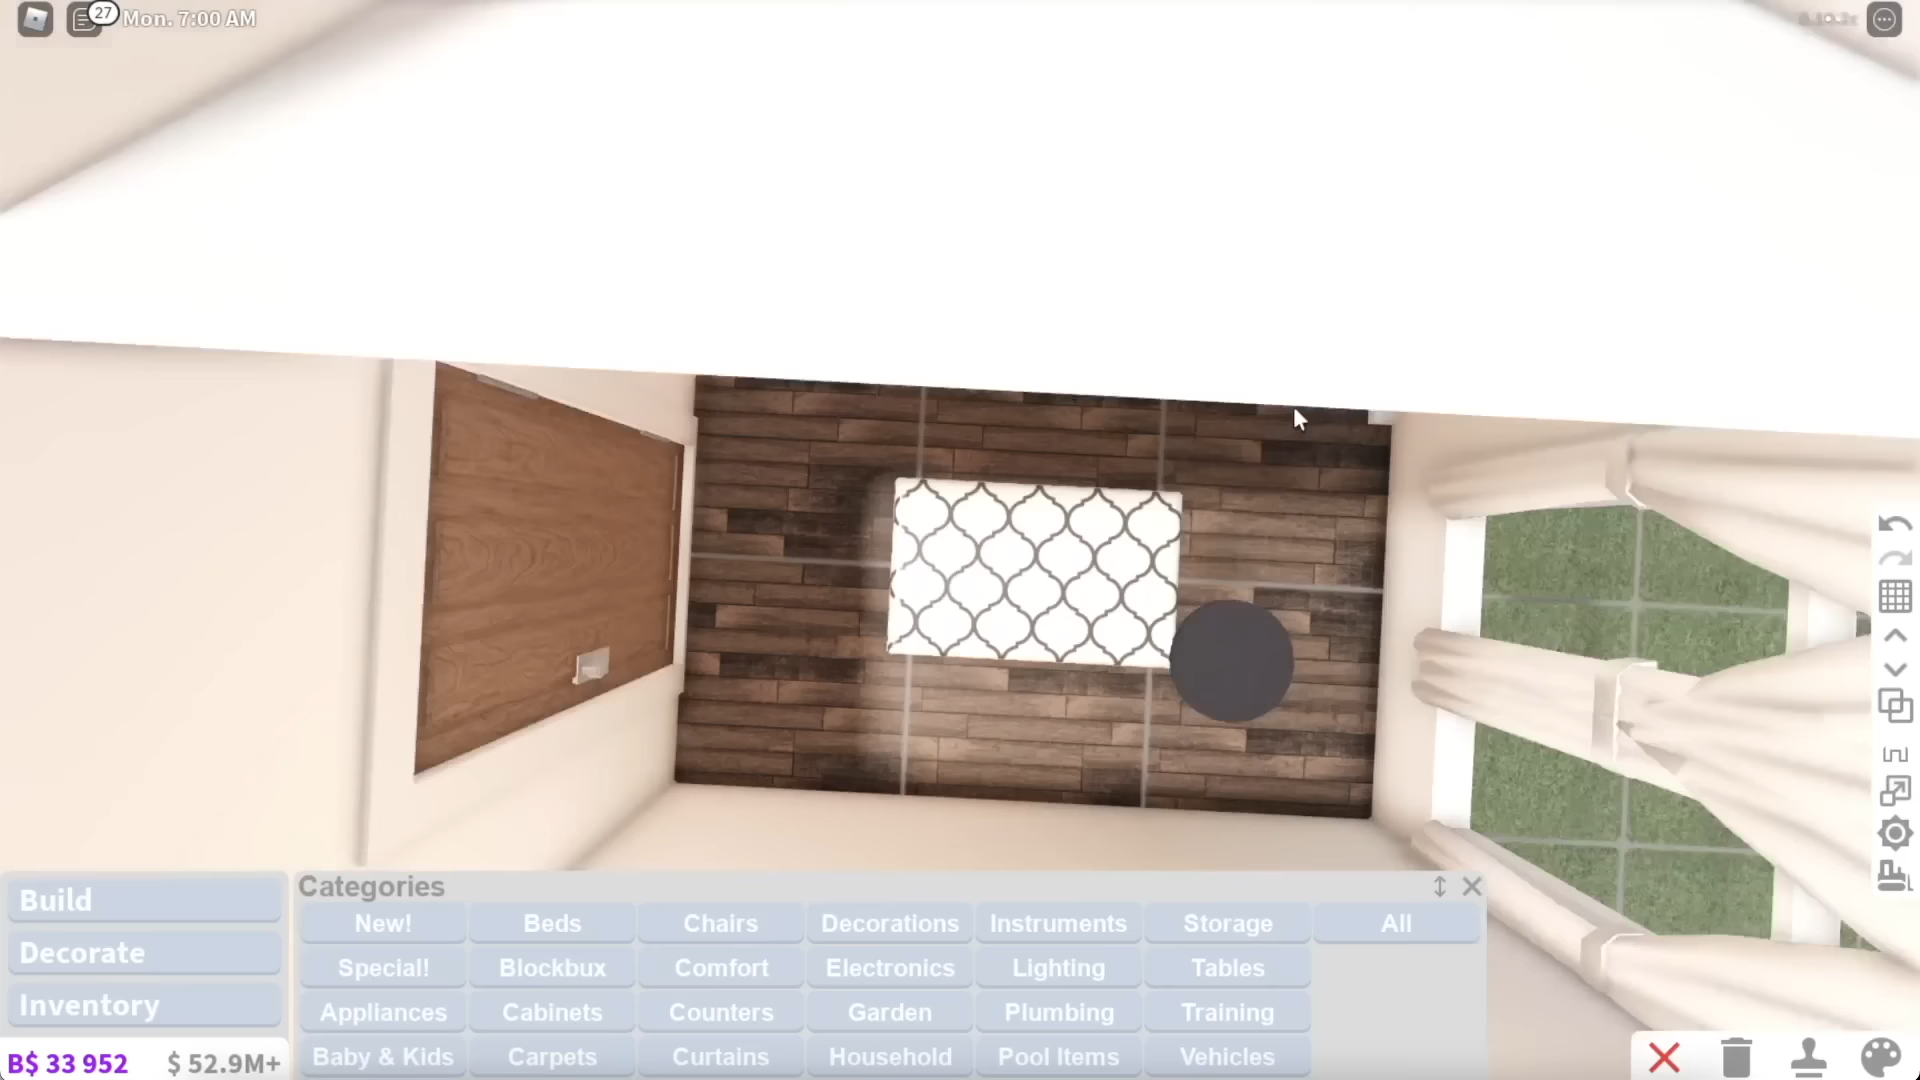 27
Mon. 7:00 AM
Build
Decorate
Inventory
B$ 33 952
$ 52.9M+
Categories
New!
Beds
Chairs
Decorations
Instruments
Storage
All
Special!
Blockbux
Comfort
Electronics
Lighting
Tables
Appliances
Cabinets
Counters
Garden
Plumbing
Training
Baby & Kids
Carpets
Curtains
Household
Pool Items
Vehicles